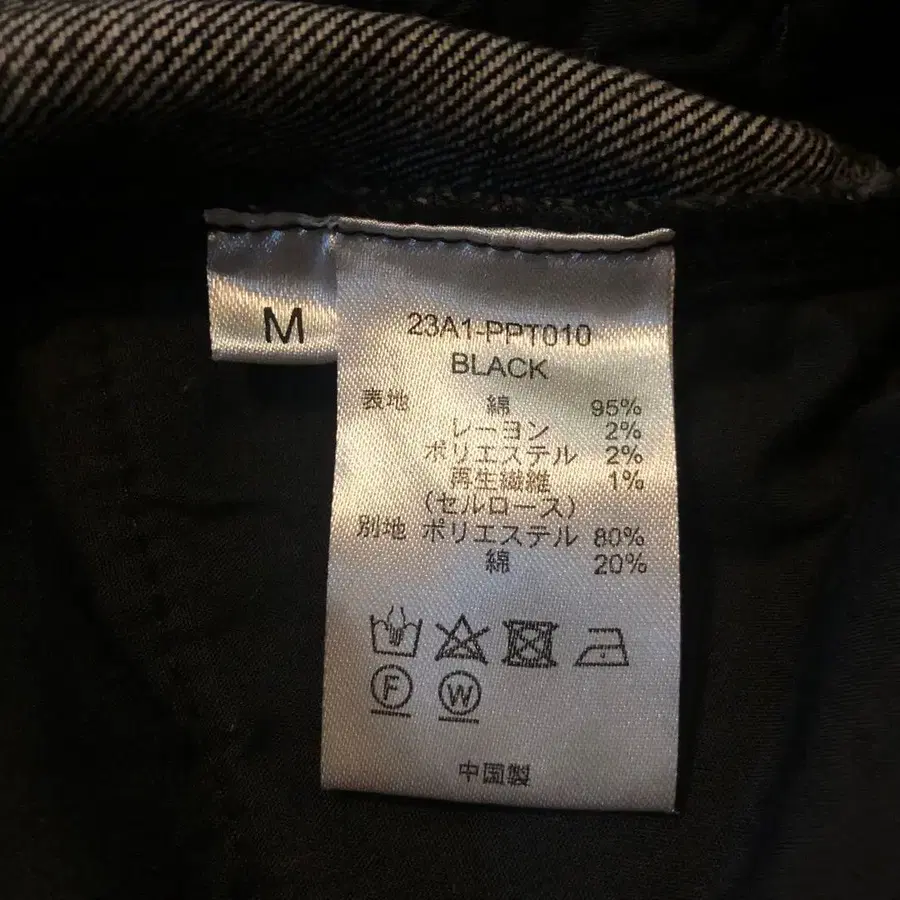 M
23A1-PPT010
BLACK
表地 綿 95%
レーヨン 2%
ポリエステル 2%
再生繊維 1%
(セルロース)
別地 ポリエステル 80%
綿 20%
F W
中国製